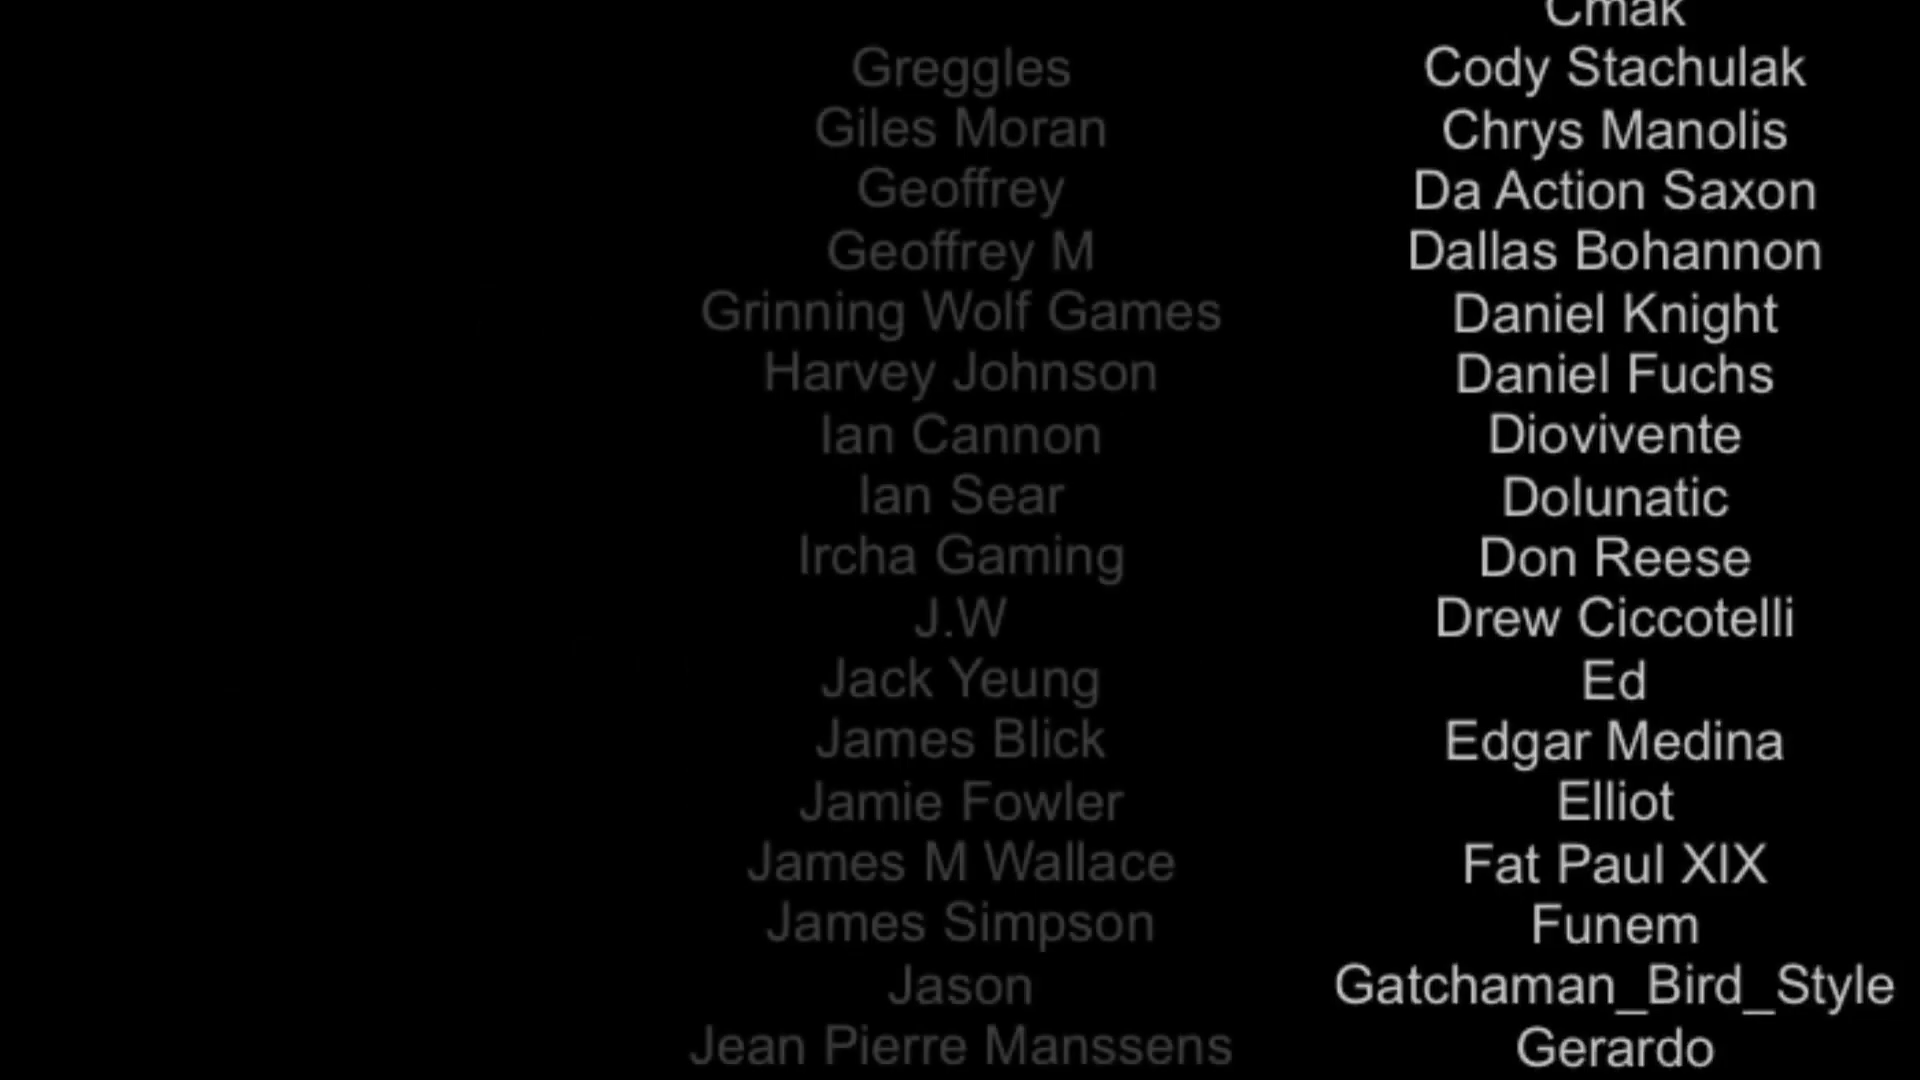 Greggles
Giles Moran
Geoffrey
Geoffrey M
Grinning Wolf Games
Harvey Johnson
Ian Cannon
Ian Sear
Ircha Gaming
J.W
Jack Yeung
James Blick
Jamie Fowler
James M Wallace
James Simpson
Jason
Jean Pierre Manssens
Cmak
Cody Stachulak
Chrys Manolis
Da Action Saxon
Dallas Bohannon
Daniel Knight
Daniel Fuchs
Diovivente
Dolunatic
Don Reese
Drew Ciccotelli
Ed
Edgar Medina
Elliot
Fat Paul XIX
Funem
Gatchaman_Bird_Style
Gerardo